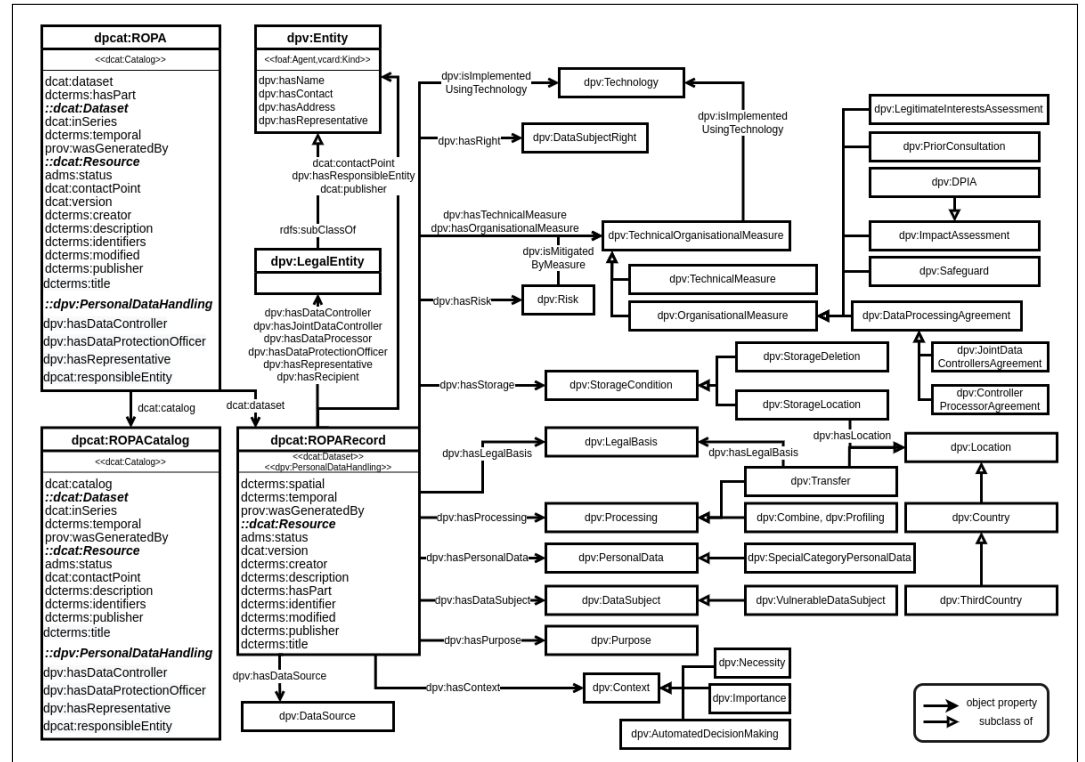 dpcat:ROPA
<<dcat:Catalog>>
dcat:dataset
dcterms:hasPart
::dcat:Dataset
dcat:inSeries
dcterms:temporal
prov:wasGeneratedBy
::dcat:Resource
adms:status
dcat:contactPoint
dcat:version
dcterms:creator
dcterms:description
dcterms:identifiers
dcterms:modified
dcterms:publisher
dcterms:title
::dpv:PersonalDataHandling
dpv:hasDataController
dpv:hasDataProtectionOfficer
dpv:hasRepresentative
dpcat:responsibleEntity
dcat:catalog
dcat:dataset
dpcat:ROPACatalog
<<dcat:Catalog>>
dcat:catalog
::dcat:Dataset
dcat:inSeries
dcterms:temporal
prov:wasGeneratedBy
::dcat:Resource
adms:status
dcat:contactPoint
dcterms:description
dcterms:identifiers
dcterms:publisher
dcterms:title
::dpv:PersonalDataHandling
dpv:hasDataController
dpv:hasDataProtectionOfficer
dpv:hasRepresentative
dpcat:responsibleEntity
dpv:Entity
<<foaf:Agent,vcard:Kind>>
dpv:hasName
dpv:hasContact
dpv:hasAddress
dpv:hasRepresentative
dcat:contactPoint
dpv:hasResponsibleEntity
dcat:publisher
rdfs:subClassOf
dpv:LegalEntity
dpv:hasDataController
dpv:hasJointDataController
dpv:hasDataProcessor
dpv:hasDataProtectionOfficer
dpv:hasRepresentative
dpv:hasRecipient
dpcat:ROPARecord
<<dcat:Dataset>>
<<dpv:PersonalDataHandling>>
dcterms:spatial
dcterms:temporal
prov:wasGeneratedBy
::dcat:Resource
adms:status
dcat:version
dcterms:creator
dcterms:description
dcterms:hasPart
dcterms:identifier
dcterms:modified
dcterms:publisher
dcterms:title
dpv:hasDataSource
dpv:DataSource
dpv:isImplemented
UsingTechnology
dpv:Technology
dpv:isImplemented
UsingTechnology
dpv:hasRight
dpv:DataSubjectRight
dpv:hasTechnicalMeasure
dpv:hasOrganisationalMeasure
dpv:TechnicalOrganisationalMeasure
dpv:isMitigated
ByMeasure
dpv:hasRisk
dpv:Risk
dpv:TechnicalMeasure
dpv:OrganisationalMeasure
dpv:LegitimateInterestsAssessment
dpv:PriorConsultation
dpv:DPIA
dpv:ImpactAssessment
dpv:Safeguard
dpv:DataProcessingAgreement
dpv:JointData
ControllersAgreement
dpv:Controller
ProcessorAgreement
dpv:hasStorage
dpv:StorageCondition
dpv:StorageDeletion
dpv:StorageLocation
dpv:hasLocation
dpv:hasLegalBasis
dpv:LegalBasis
dpv:hasLegalBasis
dpv:Location
dpv:Transfer
dpv:hasProcessing
dpv:Processing
dpv:Combine, dpv:Profiling
dpv:Country
dpv:hasPersonalData
dpv:PersonalData
dpv:SpecialCategoryPersonalData
dpv:hasDataSubject
dpv:DataSubject
dpv:VulnerableDataSubject
dpv:ThirdCountry
dpv:hasPurpose
dpv:Purpose
dpv:hasContext
dpv:Context
dpv:Necessity
dpv:Importance
dpv:AutomatedDecisionMaking
object property
subclass of